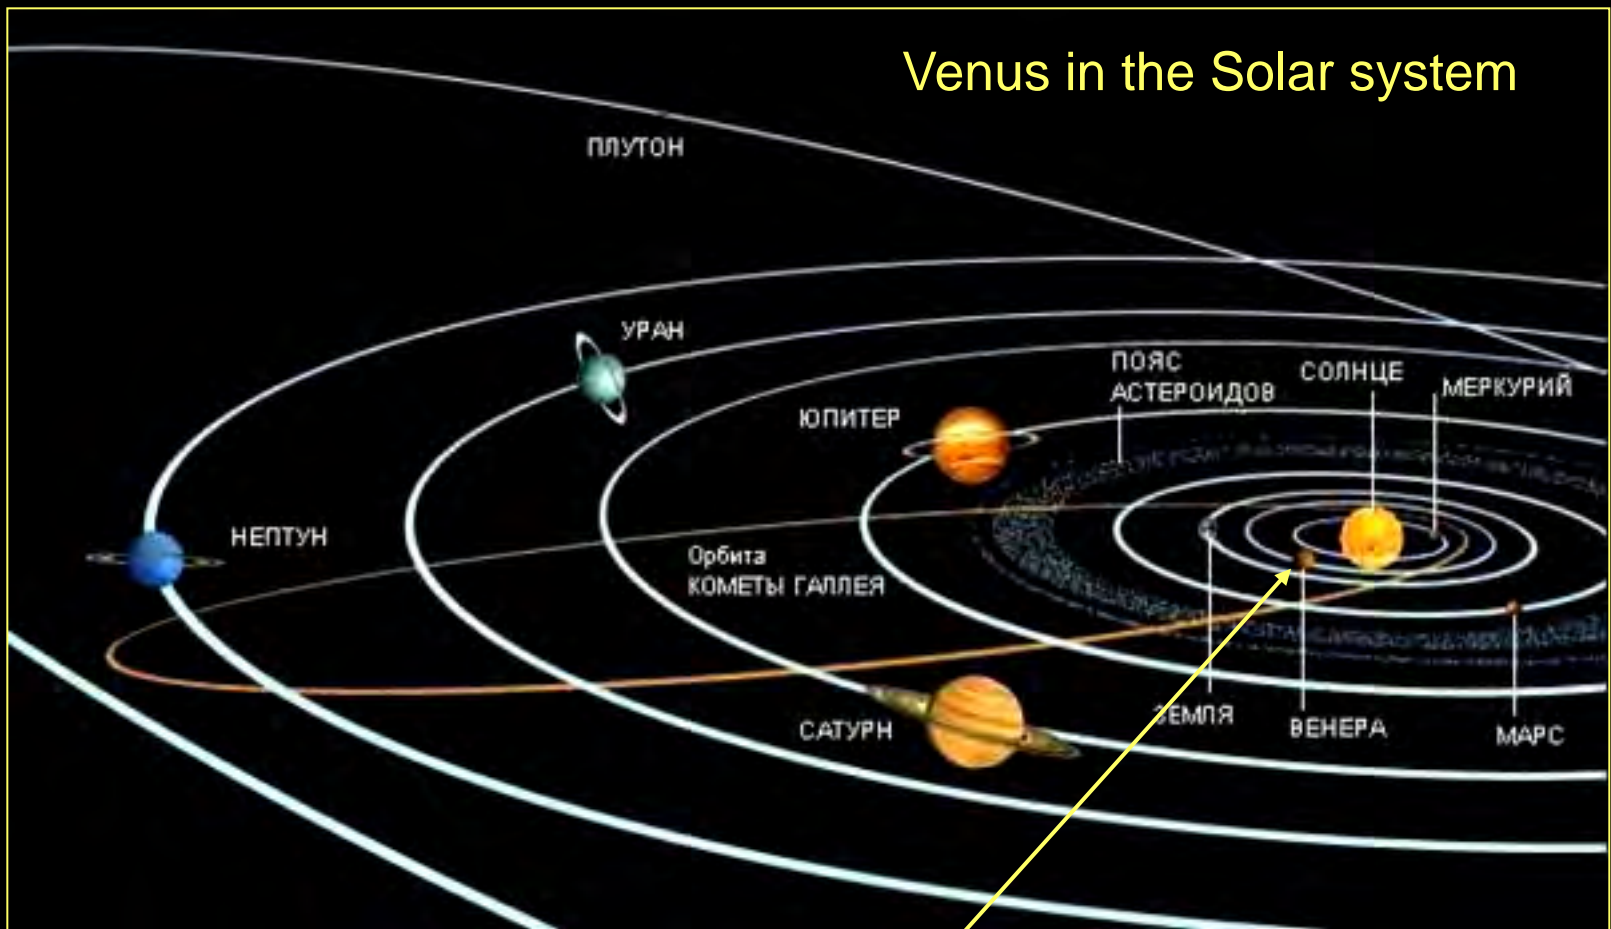 Venus in the Solar system
ПЛУТОН
УРАН
ПОЯС
АСТЕРОИДОВ
СОЛНЦЕ
МЕРКУРИЙ
ЮПИТЕР
НЕПТУН
Орбита
КОМЕТЫ ГАЛЛЕЯ
САТУРН
ЗЕМЛЯ
ВЕНЕРА
МАРС